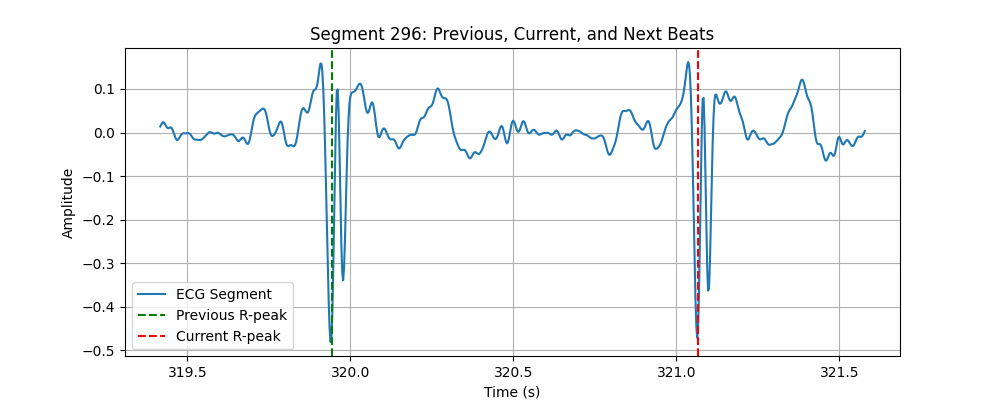 Segment 296: Previous, Current, and Next Beats
0.1
0.0
−0.1
−0.2
−0.3
−0.4
−0.5
Amplitude
ECG Segment
Previous R-peak
Current R-peak
319.5 320.0 320.5 321.0 321.5
Time (s)